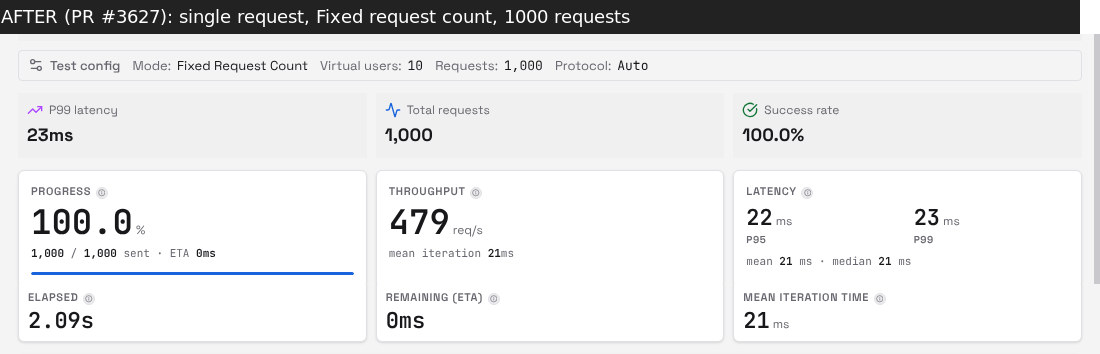 AFTER (PR #3627): single request, Fixed request count, 1000 requests
Test config Mode: Fixed Request Count Virtual users: 10 Requests: 1,000 Protocol: Auto
P99 latency
23ms
Total requests
1,000
Success rate
100.0%
PROGRESS
100.0 %
1,000 / 1,000 sent · ETA 0ms
THROUGHPUT
479 req/s
mean iteration 21ms
LATENCY
22 ms 23 ms
P95 P99
mean 21 ms · median 21 ms
ELAPSED
2.09s
REMAINING (ETA)
0ms
MEAN ITERATION TIME
21 ms